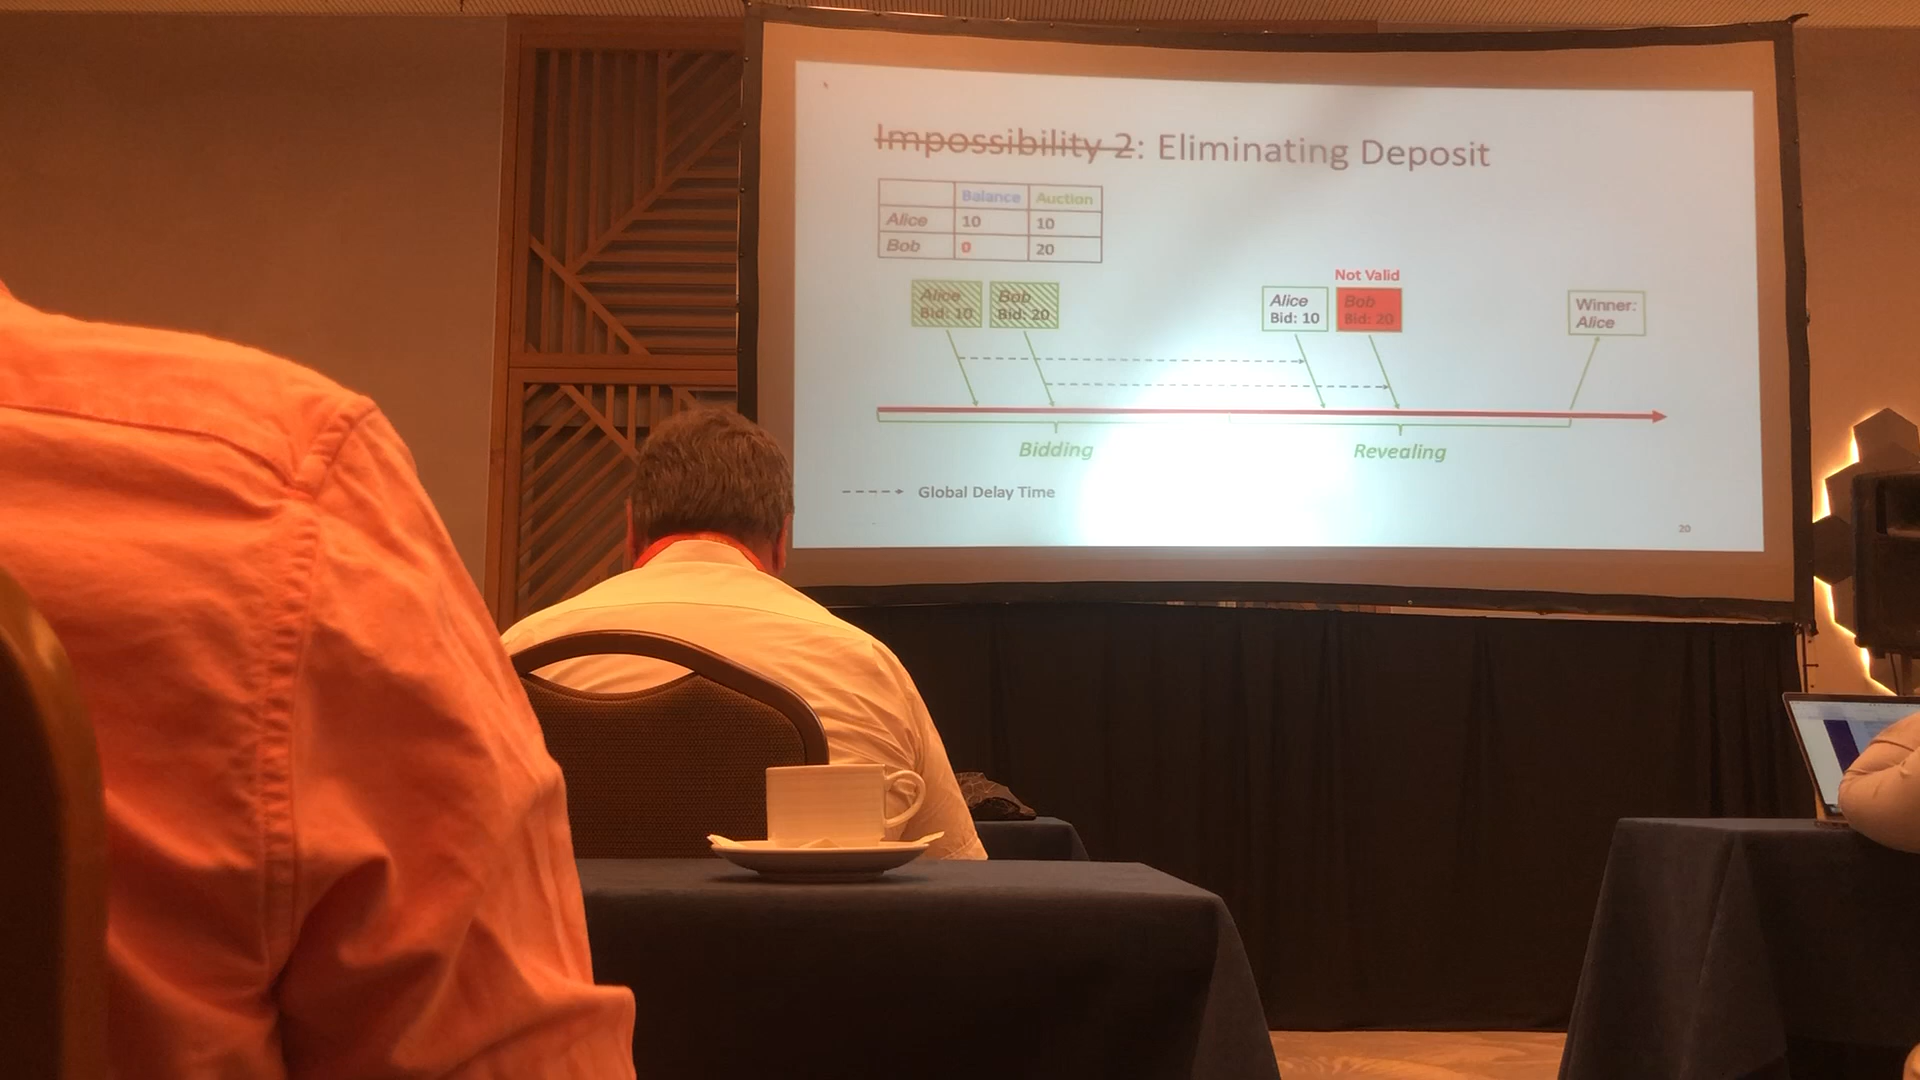 Impossibility 2: Eliminating Deposit
Balance Auction
Alice 10 10
Bob 0 20
Not Valid
Alice
Bid: 10
Bob
Bid: 20
Alice
Bid: 10
Bob
Bid: 20
Winner:
Alice
Bidding
Revealing
Global Delay Time
20